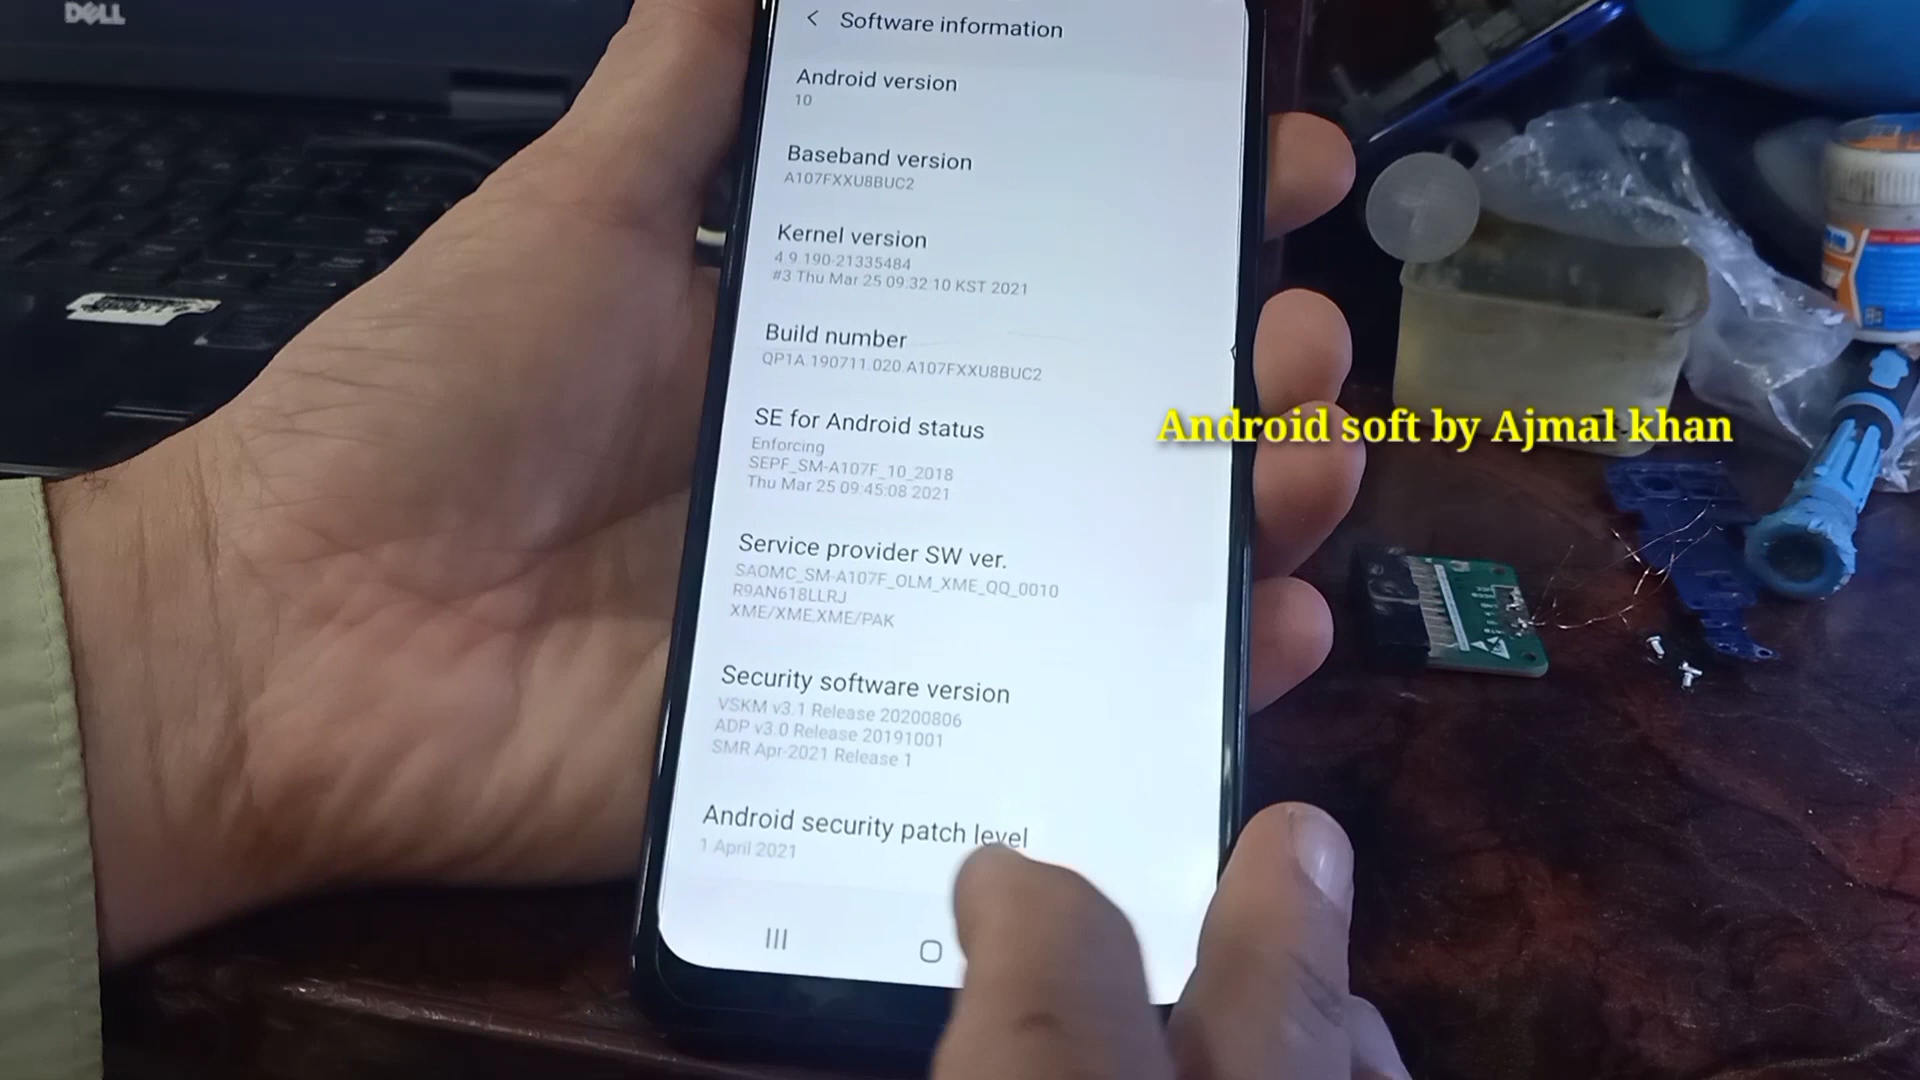 DELL
Software information
Android version
10
Baseband version
A107FXXU8BUC2
Kernel version
4.9.190-21335484
#3 Thu Mar 25 09:32:10 KST 2021
Build number
QP1A.190711.020.A107FXXU8BUC2
SE for Android status
Enforcing
SEPF_SM-A107F_10_2018
Thu Mar 25 09:45:08 2021
Service provider SW ver.
SAOMC_SM-A107F_OLM_XME_QQ_0010
R9AN618LLRJ
XME/XME,XME/PAK
Security software version
VSKM v3.1 Release 20200806
ADP v3.0 Release 20191001
SMR Apr-2021 Release 1
Android security patch level
1 April 2021
Android soft by Ajmal khan